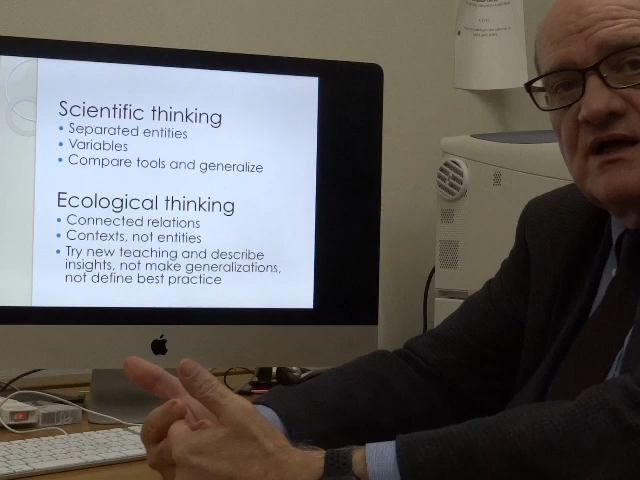 Scientific thinking
• Separated entities
• Variables
• Compare tools and generalize
Ecological thinking
• Connected relations
• Contexts, not entities
• Try new teaching and describe
insights, not make generalizations,
not define best practice